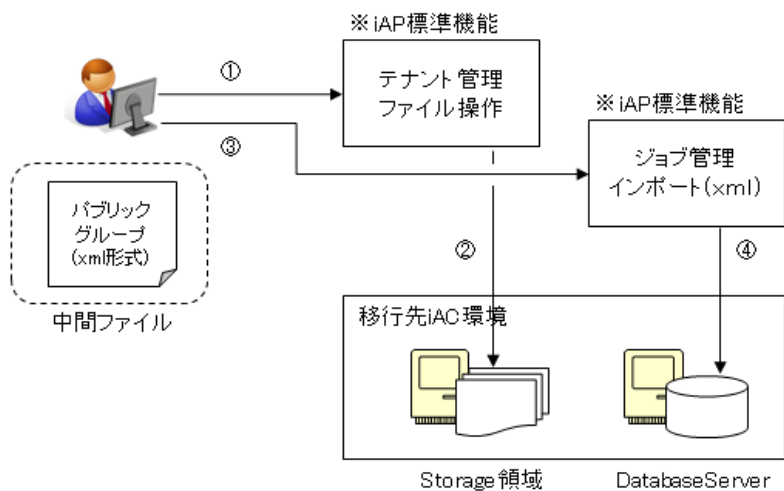 ※iAP標準機能
①
テナント管理
ファイル操作
※iAP標準機能
③
ジョブ管理
インポート(xml)
パブリック
グループ
(xml形式)
中間ファイル
②
④
移行先iAC環境
Storage領域
DatabaseServer